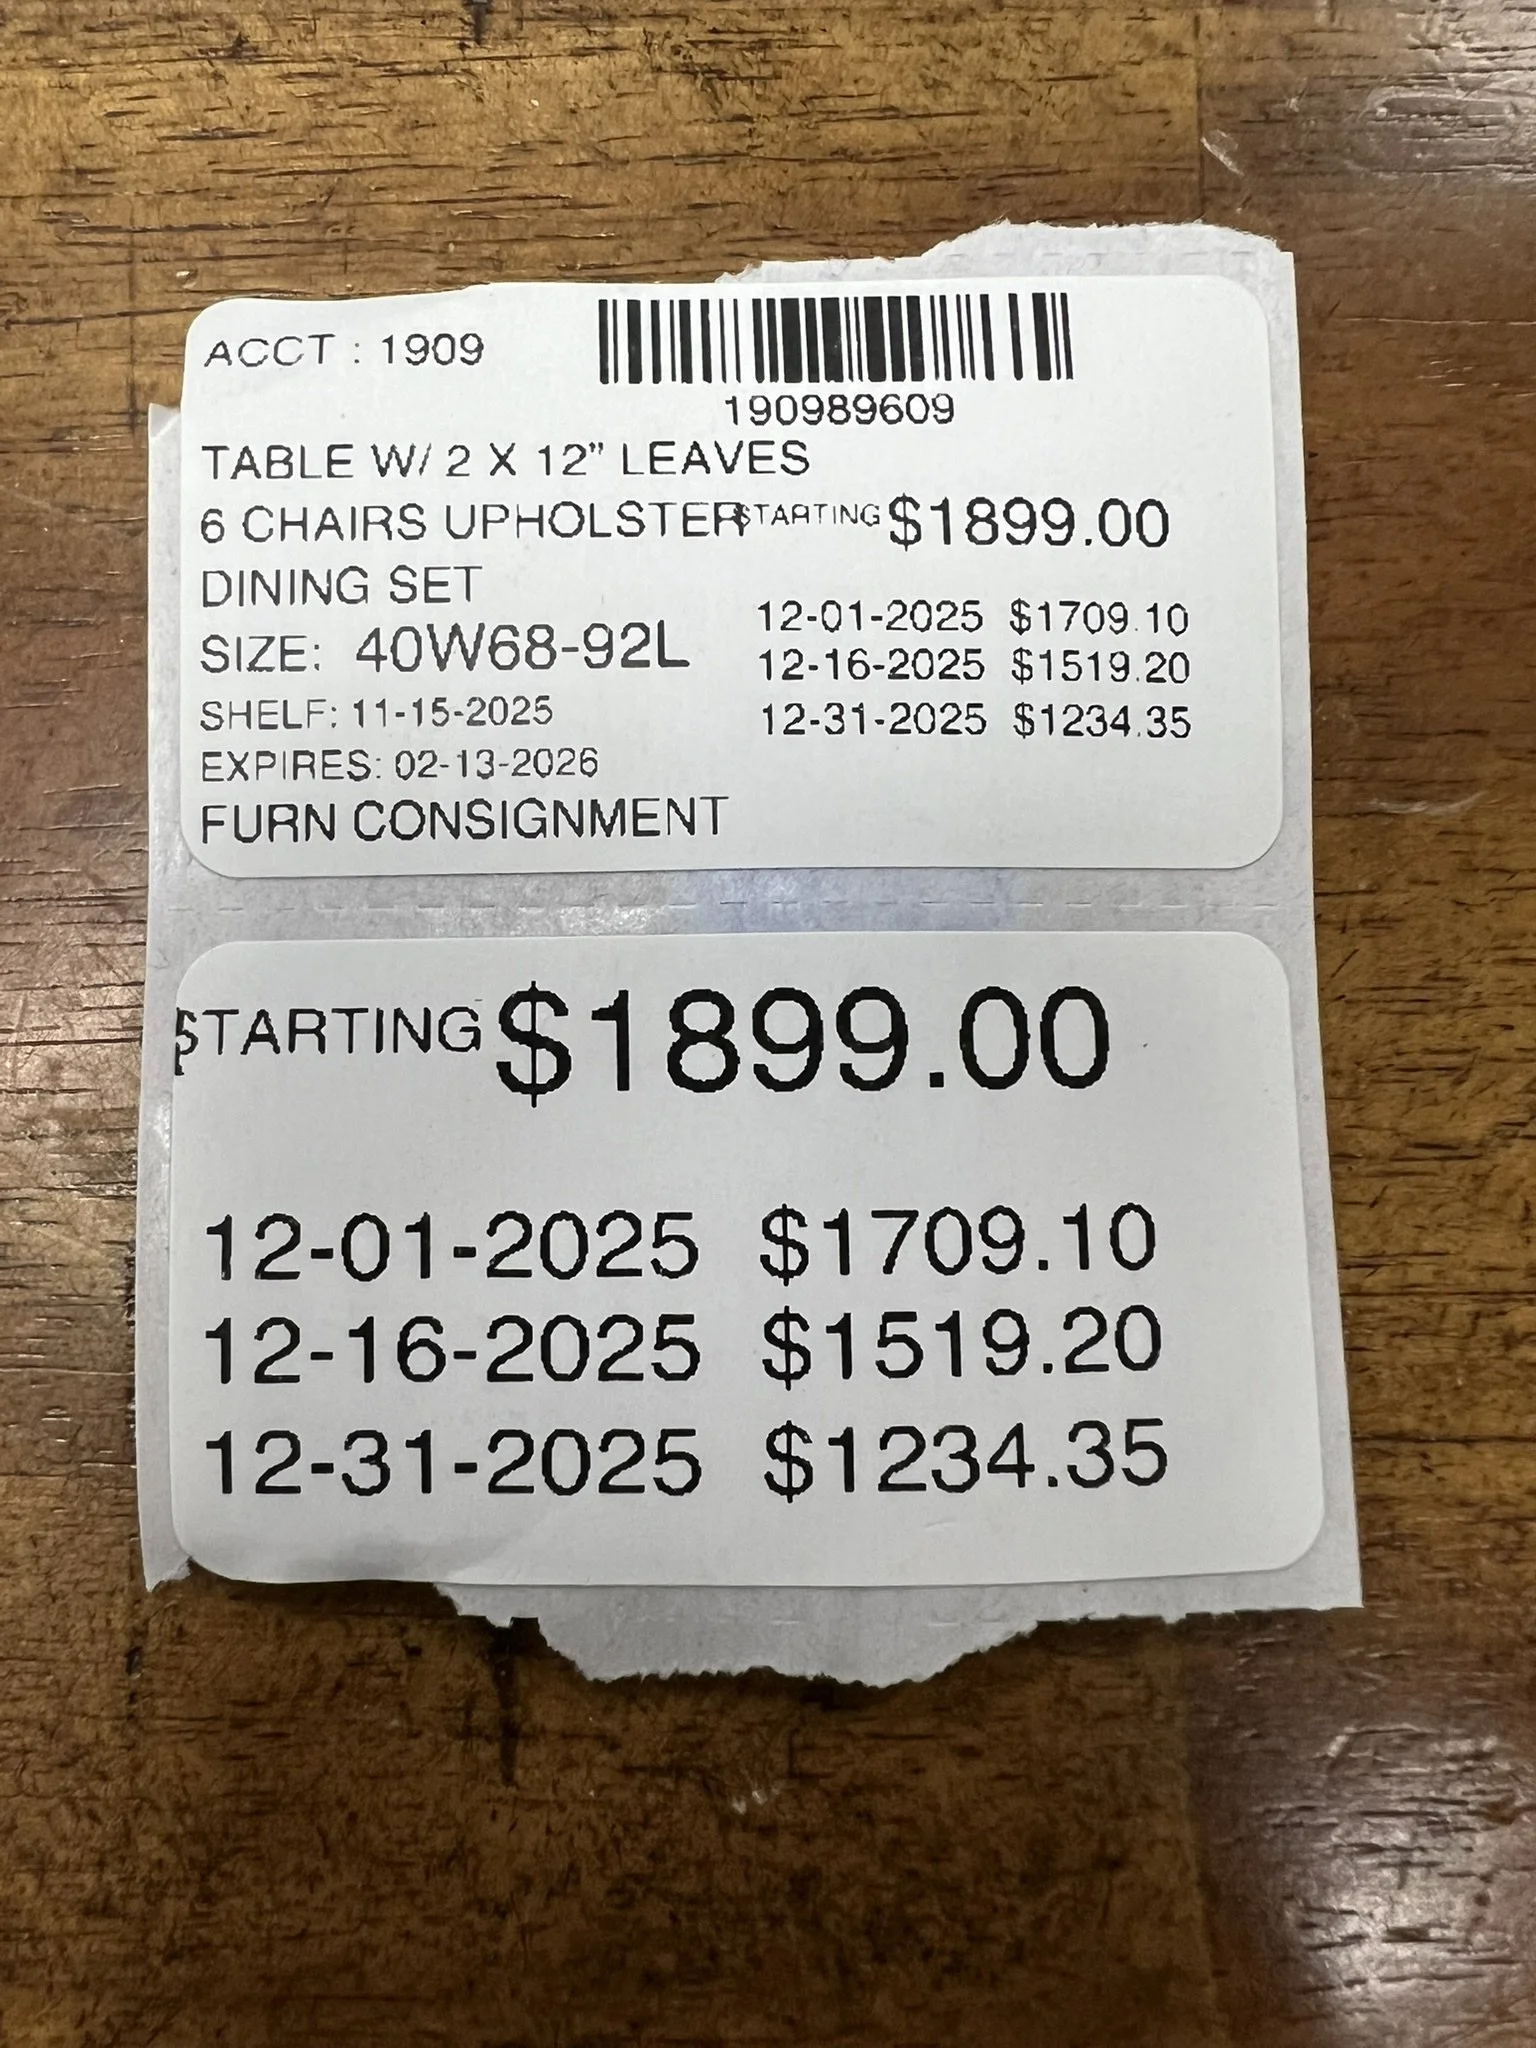 ACCT : 1909
190989609
TABLE W/ 2 X 12" LEAVES
6 CHAIRS UPHOLSTER STARTING $1899.00
DINING SET
SIZE: 40W68-92L
12-01-2025 $1709.10
12-16-2025 $1519.20
12-31-2025 $1234.35
SHELF: 11-15-2025
EXPIRES: 02-13-2026
FURN CONSIGNMENT
STARTING $1899.00
12-01-2025 $1709.10
12-16-2025 $1519.20
12-31-2025 $1234.35